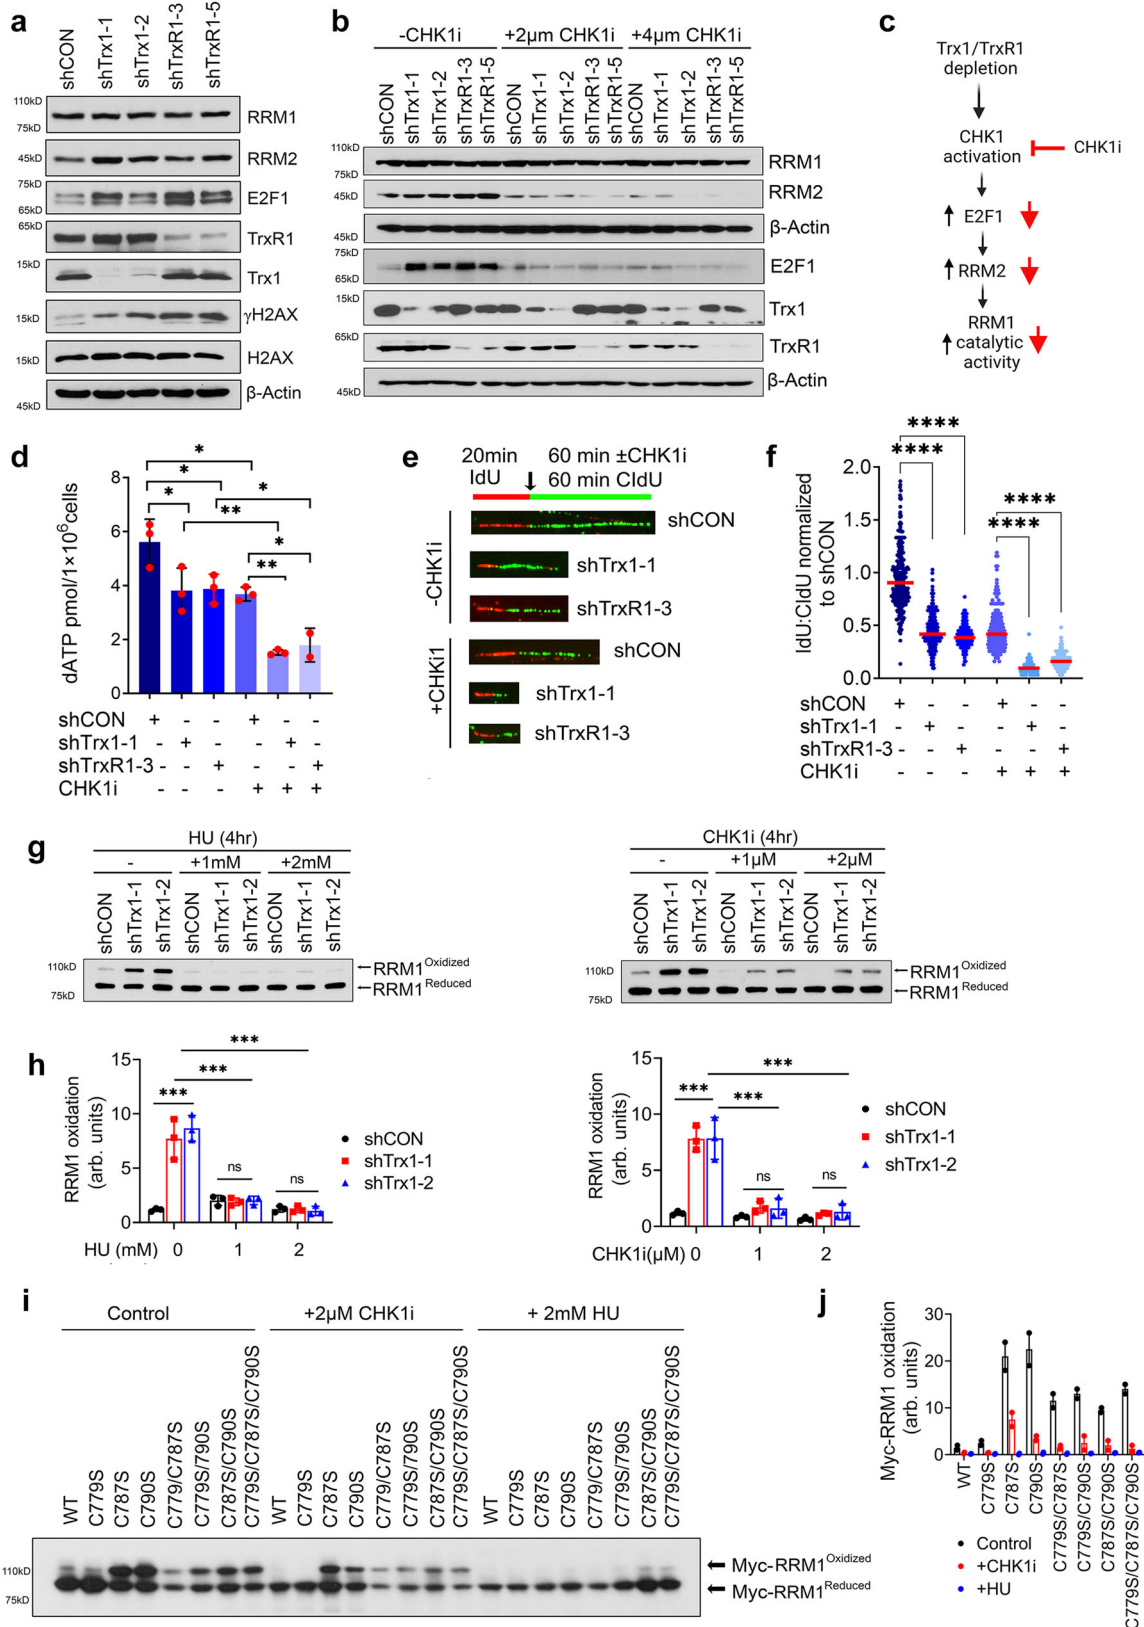 a
shCON
shTrx1-1
shTrx1-2
shTrxR1-3
shTrxR1-5
110kD
75kD
RRM1
45kD
RRM2
75kD
65kD
E2F1
65kD
TrxR1
15kD
Trx1
15kD
γH2AX
15kD
H2AX
45kD
β-Actin
b
-CHK1i
+2μm CHK1i
+4μm CHK1i
shCON
shTrx1-1
shTrx1-2
shTrxR1-3
shTrxR1-5
shCON
shTrx1-1
shTrx1-2
shTrxR1-3
shTrxR1-5
shCON
shTrx1-1
shTrx1-2
shTrxR1-3
shTrxR1-5
110kD
75kD
RRM1
45kD
RRM2
45kD
β-Actin
75kD
65kD
E2F1
15kD
Trx1
65kD
TrxR1
45kD
β-Actin
c
Trx1/TrxR1
depletion
CHK1
activation
CHK1i
E2F1
RRM2
RRM1
catalytic
activity
d
dATP pmol/1×10⁶cells
8
6
4
2
0
*
*
*
*
**
*
**
shCON + - - + - -
shTrx1-1 - + - - + -
shTrxR1-3 - - + - - +
CHK1i - - - + + +
e
20min
IdU
60 min ±CHK1i
60 min CldU
-CHK1i
shCON
shTrx1-1
shTrxR1-3
+CHKi1
shCON
shTrx1-1
shTrxR1-3
f
IdU:CldU normalized
to shCON
2.0
1.5
1.0
0.5
0.0
****
****
****
****
shCON + - - + - -
shTrx1-1 - + - - + -
shTrxR1-3 - - + - - +
CHK1i - - - + + +
g
HU (4hr)
- +1mM +2mM
shCON
shTrx1-1
shTrx1-2
shCON
shTrx1-1
shTrx1-2
shCON
shTrx1-1
shTrx1-2
110kD
75kD
RRM1Oxidized
RRM1Reduced
CHK1i (4hr)
- +1μM +2μM
shCON
shTrx1-1
shTrx1-2
shCON
shTrx1-1
shTrx1-2
shCON
shTrx1-1
shTrx1-2
110kD
75kD
RRM1Oxidized
RRM1Reduced
h
RRM1 oxidation
(arb. units)
15
10
5
0
***
***
***
ns
ns
HU (mM) 0 1 2
shCON
shTrx1-1
shTrx1-2
RRM1 oxidation
(arb. units)
15
10
5
0
***
***
***
ns
ns
CHK1i(μM) 0 1 2
shCON
shTrx1-1
shTrx1-2
i
Control
+2μM CHK1i
+ 2mM HU
WT
C779S
C787S
C790S
C779/C787S
C779S/790S
C787S/C790S
C779S/C787S/C790S
WT
C779S
C787S
C790S
C779/C787S
C779S/790S
C787S/C790S
C779S/C787S/C790S
WT
C779S
C787S
C790S
C779/C787S
C779S/790S
C787S/C790S
C779S/C787S/C790S
110kD
75kD
Myc-RRM1Oxidized
Myc-RRM1Reduced
j
Myc-RRM1 oxidation
(arb. units)
30
20
10
0
WT
C779S
C787S
C790S
C779S/C787S
C779S/C790S
C787S/C790S
C779S/C787S/C790S
Control
+CHK1i
+HU